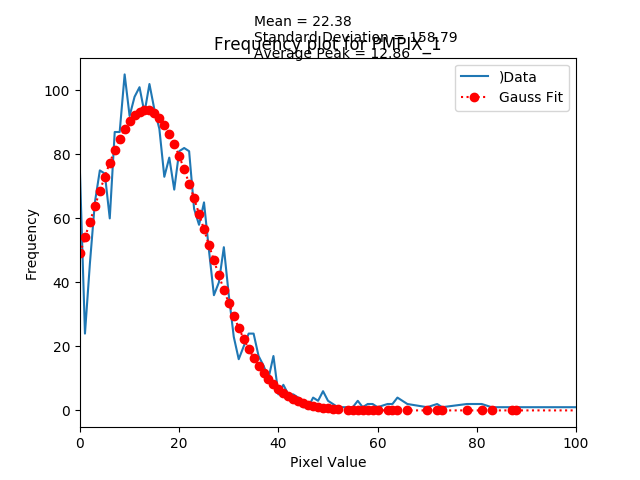 Mean = 22.38
Standard Deviation = 158.79
Frequency plot for PMPIX_1
Average Peak = 12.86
)Data
Gauss Fit
Frequency
100
80
60
40
20
0
0 20 40 60 80 100
Pixel Value